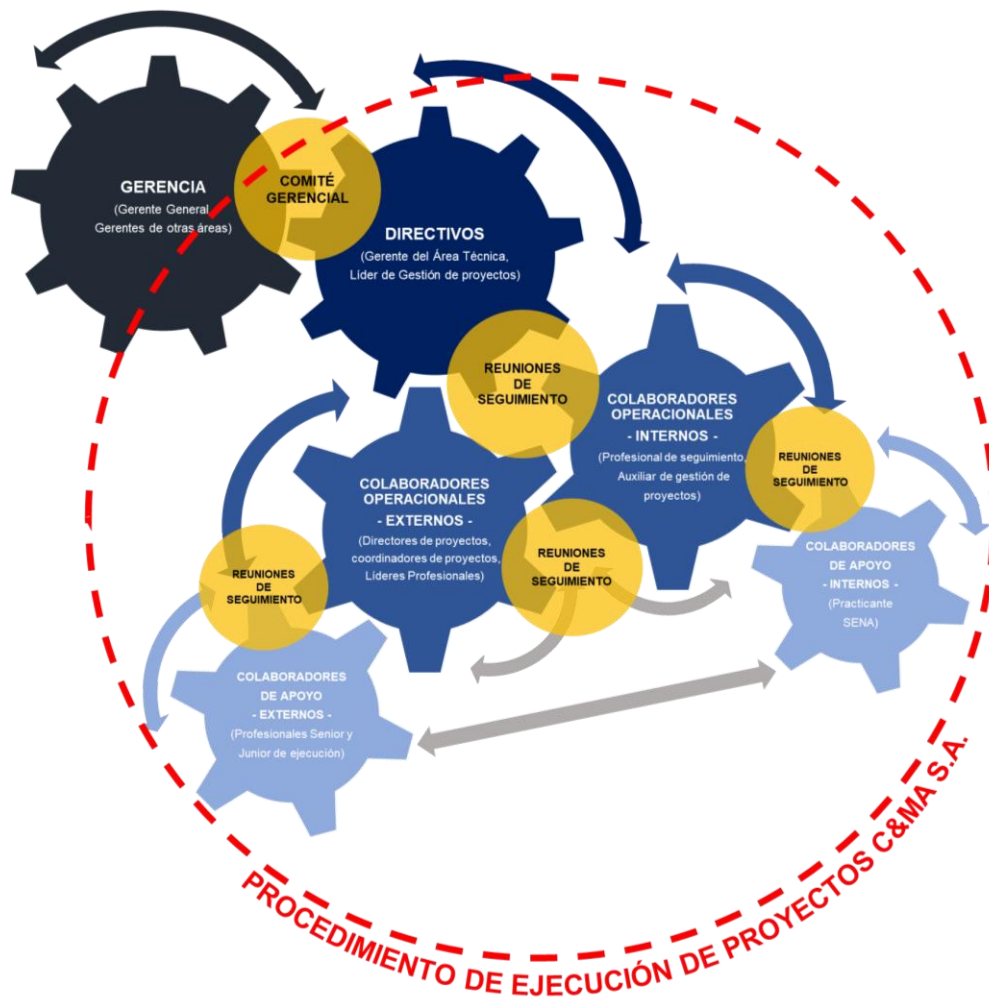 GERENCIA
(Gerente General
Gerentes de otras áreas)
COMITÉ
GERENCIAL
DIRECTIVOS
(Gerente del Área Técnica,
Líder de Gestión de proyectos)
REUNIONES
DE
SEGUIMIENTO
COLABORADORES
OPERACIONALES
- INTERNOS -
(Profesional de seguimiento,
Auxiliar de gestión de
proyectos)
REUNIONES
DE
SEGUIMIENTO
COLABORADORES
OPERACIONALES
- EXTERNOS -
(Directores de proyectos,
coordinadores de proyectos,
Líderes Profesionales)
REUNIONES
DE
SEGUIMIENTO
REUNIONES
DE
SEGUIMIENTO
COLABORADORES
DE APOYO
- INTERNOS -
(Practicante
SENA)
COLABORADORES
DE APOYO
- EXTERNOS -
(Profesionales Senior y
Junior de ejecución)
PROCEDIMIENTO DE EJECUCIÓN DE PROYECTOS C&MA S.A.